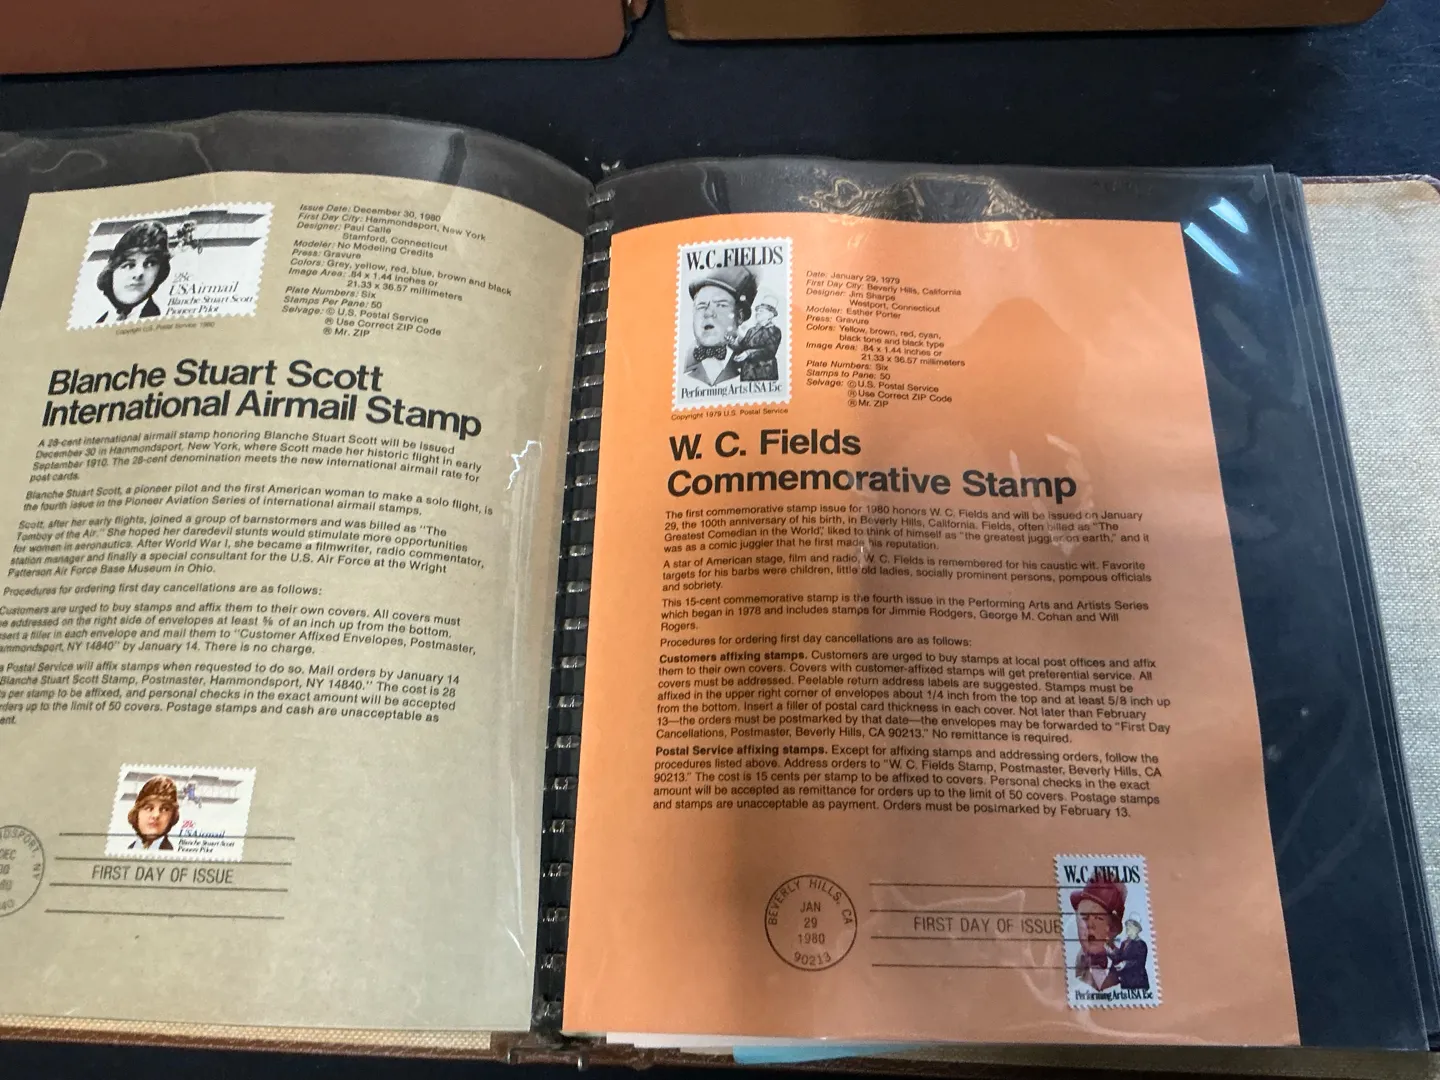 28c
USAirmail
Blanche Stuart Scott
Pioneer Pilot
Copyright U.S. Postal Service 1980
Issue Date: December 30, 1980
First Day City: Hammondsport, New York
Designer: Paul Calle
Stamford, Connecticut
Modeler: No Modeling Credits
Press: Gravure
Colors: Grey, yellow, red, blue, brown and black
Image Area: .84 x 1.44 inches or
21.33 x 36.57 millimeters
Plate Numbers: Six
Stamps Per Pane: 50
Selvage: © U.S. Postal Service
® Use Correct ZIP Code
® Mr. ZIP
Blanche Stuart Scott
International Airmail Stamp
A 28-cent international airmail stamp honoring Blanche Stuart Scott will be issued
December 30 in Hammondsport, New York, where Scott made her historic flight in early
September 1910. The 28-cent denomination meets the new international airmail rate for
post cards.
Blanche Stuart Scott, a pioneer pilot and the first American woman to make a solo flight, is
the fourth issue in the Pioneer Aviation Series of international airmail stamps.
Scott, after her early flights, joined a group of barnstormers and was billed as "The
Tomboy of the Air." She hoped her daredevil stunts would stimulate more opportunities
for women in aeronautics. After World War I, she became a filmwriter, radio commentator,
station manager and finally a special consultant for the U.S. Air Force at the Wright
Patterson Air Force Base Museum in Ohio.
Procedures for ordering first day cancellations are as follows:
Customers are urged to buy stamps and affix them to their own covers. All covers must
addressed on the right side of envelopes at least ⅝ of an inch up from the bottom.
a filler in each envelope and mail them to "Customer Affixed Envelopes, Postmaster,
NY 14840" by January 14. There is no charge.
Postal Service will affix stamps when requested to do so. Mail orders by January 14
Blanche Stuart Scott Stamp, Postmaster, Hammondsport, NY 14840." The cost is 28
per stamp to be affixed, and personal checks in the exact amount will be accepted
up to the limit of 50 covers. Postage stamps and cash are unacceptable as
28c
USAirmail
Blanche Stuart Scott
Pioneer Pilot
DEC
FIRST DAY OF ISSUE
W.C.FIELDS
Performing Arts USA 15c
Copyright 1979 U.S. Postal Service
Date: January 29, 1979
First Day City: Beverly Hills, California
Designer: Jim Sharpe
Westport, Connecticut
Modeler: Esther Porter
Press: Gravure
Colors: Yellow, brown, red, cyan,
black tone and black type
Image Area: .84 x 1.44 inches or
21.33 x 36.57 millimeters
Plate Numbers: Six
Stamps to Pane: 50
Selvage: © U.S. Postal Service
® Use Correct ZIP Code
® Mr. ZIP
W. C. Fields
Commemorative Stamp
The first commemorative stamp issue for 1980 honors W. C. Fields and will be issued on January
29, the 100th anniversary of his birth, in Beverly Hills, California. Fields, often billed as "The
Greatest Comedian in the World," liked to think of himself as "the greatest juggler on earth," and it
was as a comic juggler that he first made his reputation.
A star of American stage, film and radio, W. C. Fields is remembered for his caustic wit. Favorite
targets for his barbs were children, little old ladies, socially prominent persons, pompous officials
and sobriety.
This 15-cent commemorative stamp is the fourth issue in the Performing Arts and Artists Series
which began in 1978 and includes stamps for Jimmie Rodgers, George M. Cohan and Will
Rogers.
Procedures for ordering first day cancellations are as follows:
Customers affixing stamps. Customers are urged to buy stamps at local post offices and affix
them to their own covers. Covers with customer-affixed stamps will get preferential service. All
covers must be addressed. Peelable return address labels are suggested. Stamps must be
affixed in the upper right corner of envelopes about 1/4 inch from the top and at least 5/8 inch up
from the bottom. Insert a filler of postal card thickness in each cover. Not later than February
13—the orders must be postmarked by that date—the envelopes may be forwarded to "First Day
Cancellations, Postmaster, Beverly Hills, CA 90213." No remittance is required.
Postal Service affixing stamps. Except for affixing stamps and addressing orders, follow the
procedures listed above. Address orders to "W. C. Fields Stamp, Postmaster, Beverly Hills, CA
90213." The cost is 15 cents per stamp to be affixed to covers. Personal checks in the exact
amount will be accepted as remittance for orders up to the limit of 50 covers. Postage stamps
and stamps are unacceptable as payment. Orders must be postmarked by February 13.
BEVERLY HILLS, CA
JAN
29
1980
90213
FIRST DAY OF ISSUE
W.C.FIELDS
Performing Arts USA 15c